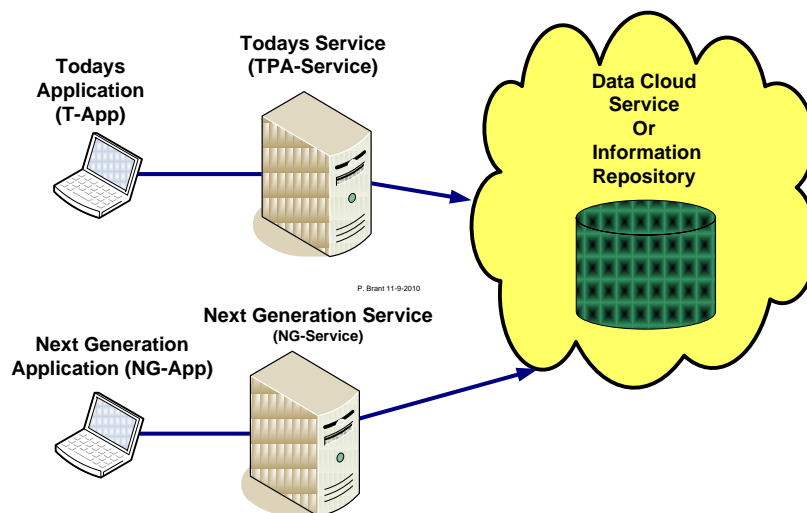 Todays
Application
(T-App)
Todays Service
(TPA-Service)
Data Cloud
Service
Or
Information
Repository
P. Brant 11-9-2010
Next Generation
Application (NG-App)
Next Generation Service
(NG-Service)